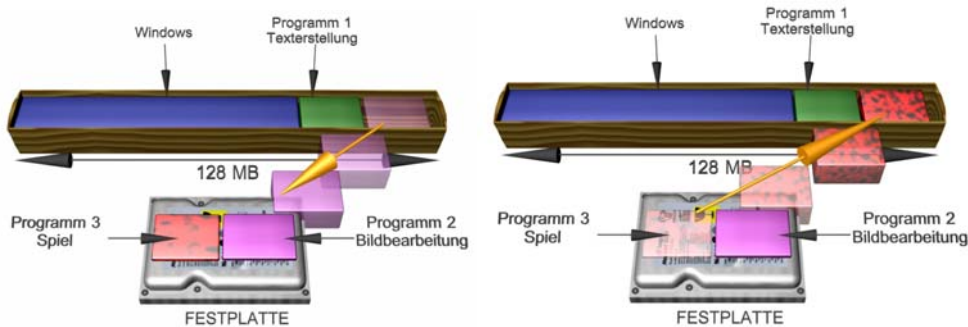 Windows
Programm 1
Texterstellung
128 MB
Programm 3
Spiel
Programm 2
Bildbearbeitung
FESTPLATTE
Windows
Programm 1
Texterstellung
128 MB
Programm 3
Spiel
Programm 2
Bildbearbeitung
FESTPLATTE